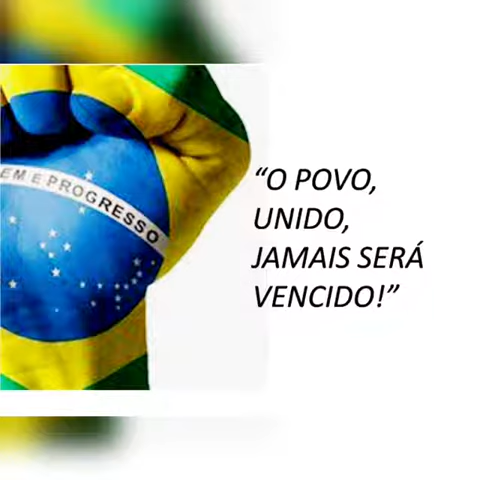 EM E PROGRESSO
“O POVO,
UNIDO,
JAMAIS SERÁ
VENCIDO!”